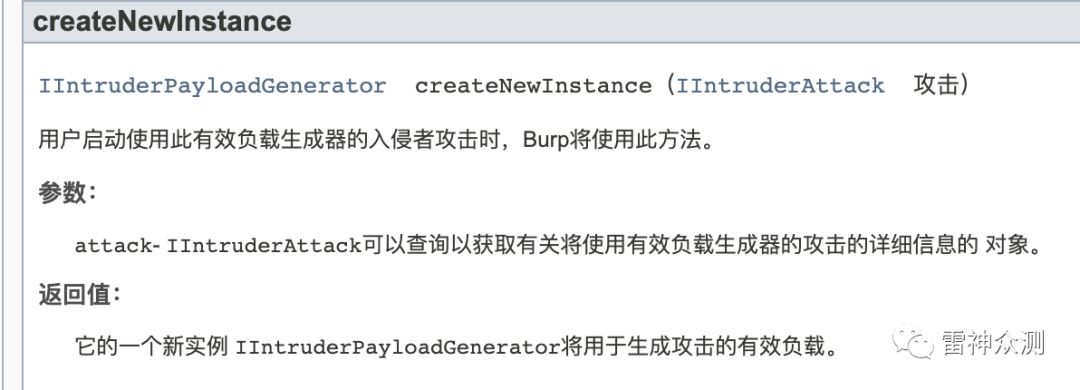 createNewInstance
IIntruderPayloadGenerator createNewInstance（IIntruderAttack 攻击）
用户启动使用此有效负载生成器的入侵者攻击时，Burp将使用此方法。
参数：
attack- IIntruderAttack可以查询以获取有关将使用有效负载生成器的攻击的详细信息的 对象。
返回值：
它的一个新实例 IIntruderPayloadGenerator将用于生成攻击的有效负载。
雷神众测